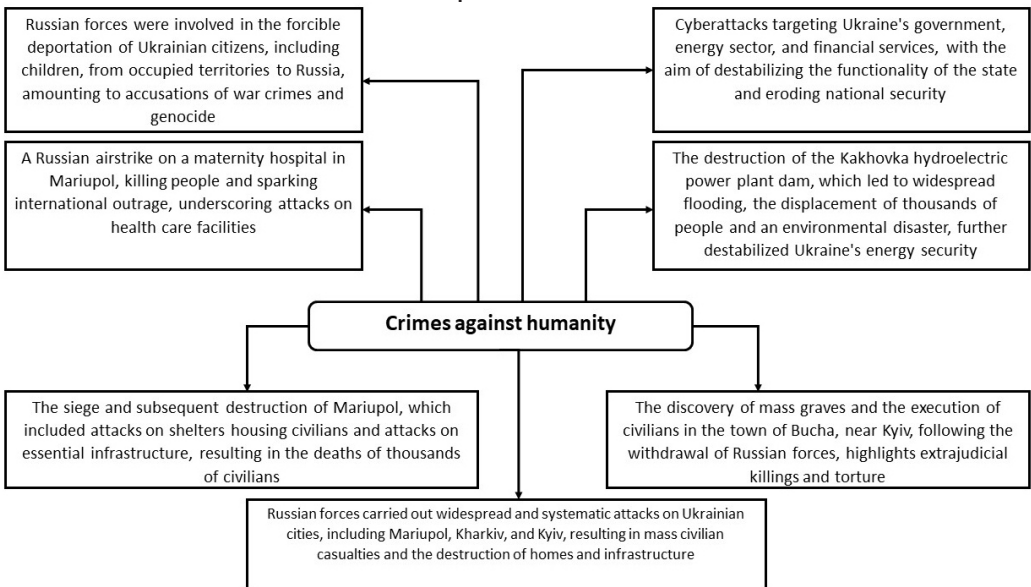 Russian forces were involved in the forcible
deportation of Ukrainian citizens, including
children, from occupied territories to Russia,
amounting to accusations of war crimes and
genocide
Cyberattacks targeting Ukraine's government,
energy sector, and financial services, with the
aim of destabilizing the functionality of the state
and eroding national security
A Russian airstrike on a maternity hospital in
Mariupol, killing people and sparking
international outrage, underscoring attacks on
health care facilities
The destruction of the Kakhovka hydroelectric
power plant dam, which led to widespread
flooding, the displacement of thousands of
people and an environmental disaster, further
destabilized Ukraine's energy security
Crimes against humanity
The siege and subsequent destruction of Mariupol, which
included attacks on shelters housing civilians and attacks on
essential infrastructure, resulting in the deaths of thousands
of civilians
The discovery of mass graves and the execution of
civilians in the town of Bucha, near Kyiv, following the
withdrawal of Russian forces, highlights extrajudicial
killings and torture
Russian forces carried out widespread and systematic attacks on Ukrainian
cities, including Mariupol, Kharkiv, and Kyiv, resulting in mass civilian
casualties and the destruction of homes and infrastructure